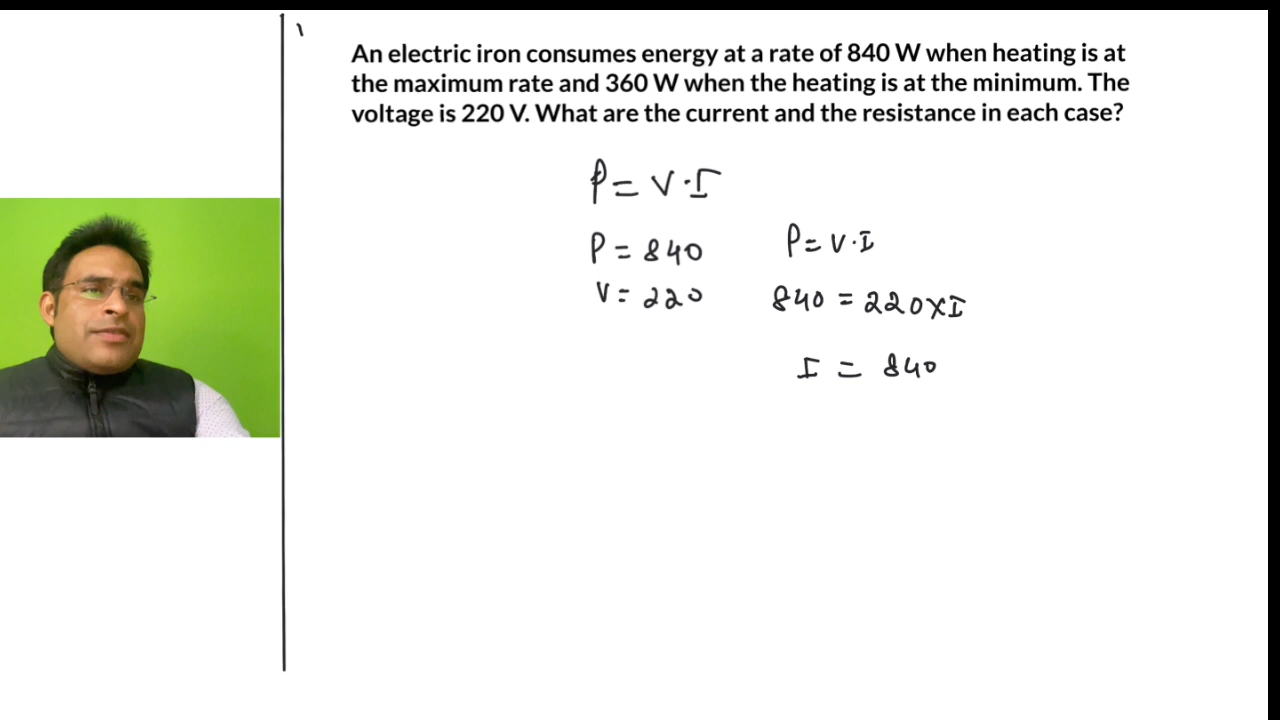 An electric iron consumes energy at a rate of 840 W when heating is at
the maximum rate and 360 W when the heating is at the minimum. The
voltage is 220 V. What are the current and the resistance in each case?
P = V·I
P = 840
V = 220
P = V·I
840 = 220 X I
I = 840